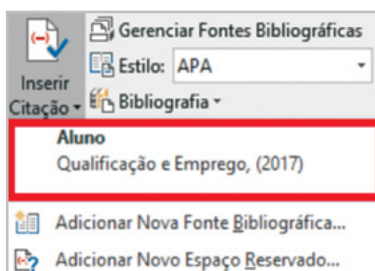 Gerenciar Fontes Bibliográficas
Estilo: APA
Inserir
Citação
Bibliografia
Aluno
Qualificação e Emprego, (2017)
Adicionar Nova Fonte Bibliográfica...
Adicionar Novo Espaço Reservado...